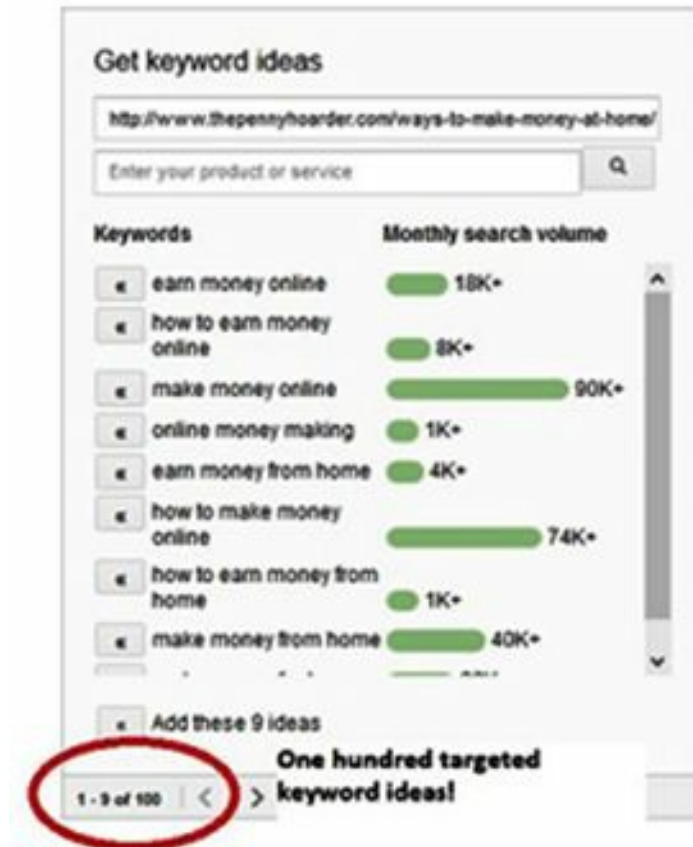 Get keyword ideas
http://www.thepennyhoarder.com/ways-to-make-money-at-home/
Enter your product or service
Keywords Monthly search volume
« earn money online 18K+
« how to earn money
online 8K+
« make money online 90K+
« online money making 1K+
« earn money from home 4K+
« how to make money
online 74K+
« how to earn money from
home 1K+
« make money from home 40K+
« Add these 9 ideas
One hundred targeted
1 - 9 of 100 < > keyword ideas!